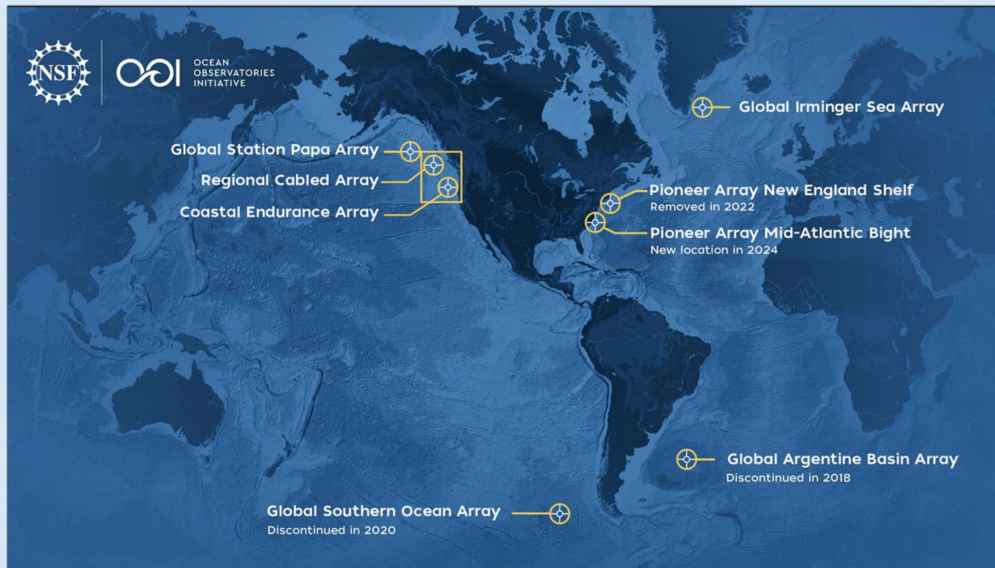 NSF
OOI
OCEAN
OBSERVATORIES
INITIATIVE
Global Irminger Sea Array
Global Station Papa Array
Regional Cabled Array
Coastal Endurance Array
Pioneer Array New England Shelf
Removed in 2022
Pioneer Array Mid-Atlantic Bight
New location in 2024
Global Argentine Basin Array
Discontinued in 2018
Global Southern Ocean Array
Discontinued in 2020